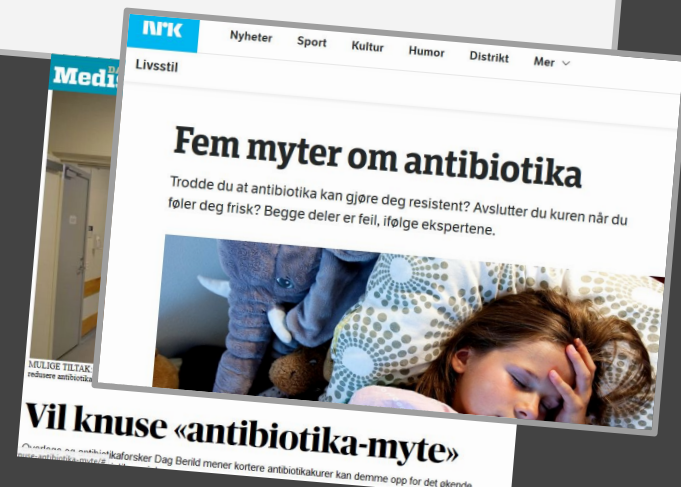 nrk
Nyheter Sport Kultur Humor Distrikt Mer
Livsstil
Fem myter om antibiotika
Trodde du at antibiotika kan gjøre deg resistent? Avslutter du kuren når du
føler deg frisk? Begge deler er feil, ifølge ekspertene.
MULIGE TILTAK:
redusere antibiotika
Vil knuse «antibiotika-myte»
Overlege og antibiotikaforsker Dag Berild mener kortere antibiotikakurer kan demme opp for det økende